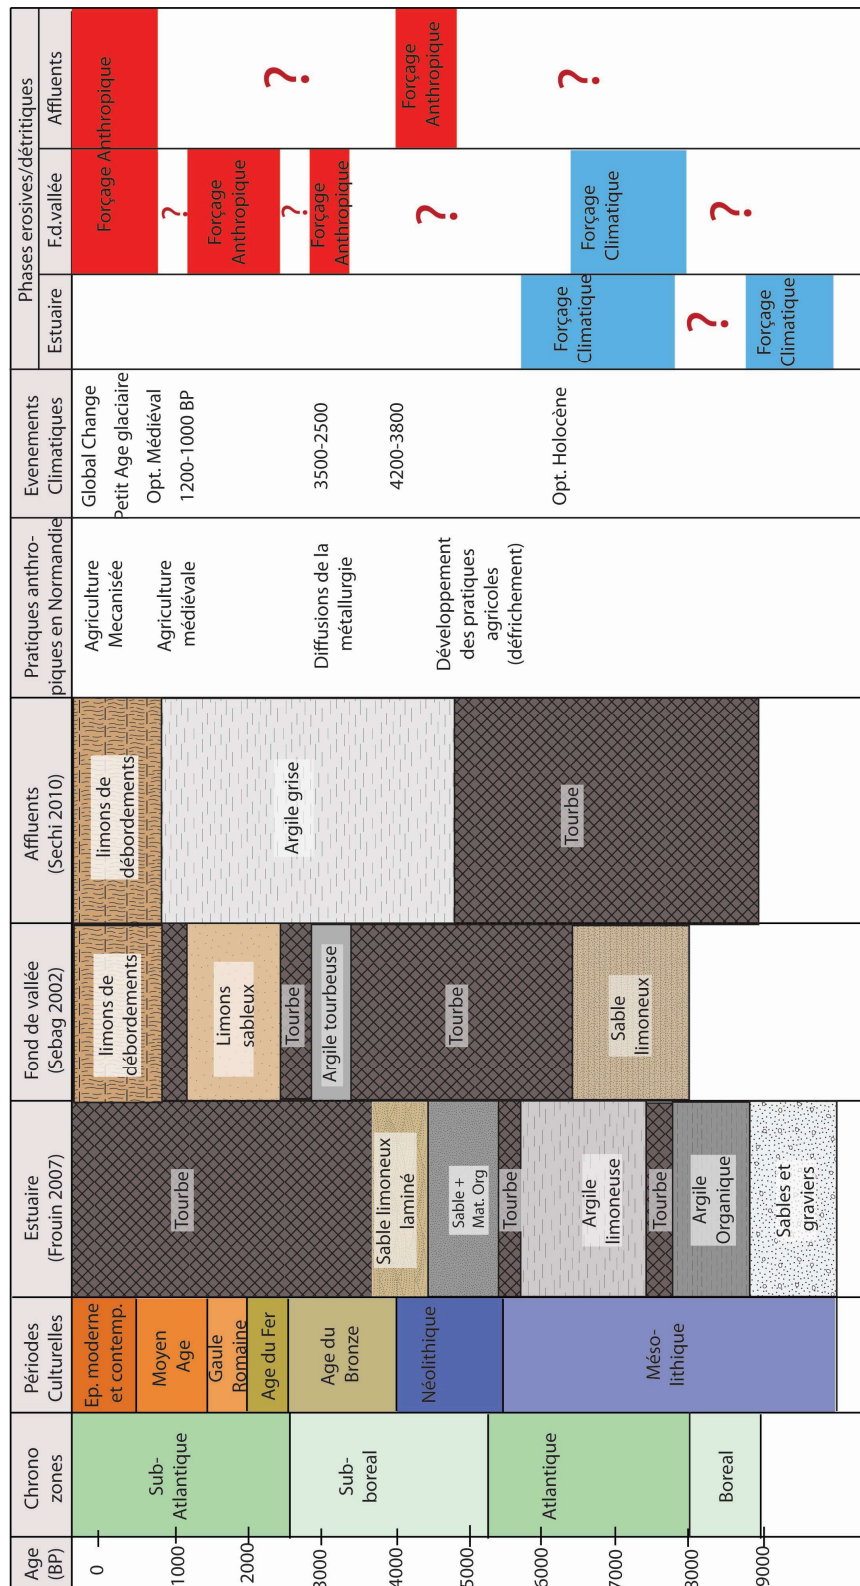 Age
(BP)
0
1000
2000
3000
4000
5000
6000
7000
8000
9000
Chrono
zones
Sub-
Atlantique
Sub-
boreal
Atlantique
Boreal
Périodes
Culturelles
Ep. moderne
et contemp.
Moyen
Age
Gaule
Romaine
Age du Fer
Age du
Bronze
Néolithique
Méso-
lithique
Estuaire
(Frouin 2007)
Tourbe
Sable limoneux
laminé
Sable +
Mat. Org
Tourbe
Argile
limoneuse
Tourbe
Argile
Organique
Sables et
graviers
Fond de vallée
(Sebag 2002)
limons de
débordements
Limons
sableux
Tourbe
Argile tourbeuse
Tourbe
Sable
limoneux
Affluents
(Sechi 2010)
limons de
débordements
Argile grise
Tourbe
Pratiques anthro-
piques en Normandie
Agriculture
Mecanisée
Agriculture
médiévale
Diffusions de la
métallurgie
Développement
des pratiques
agricoles
(défrichement)
Evenements
Climatiques
Global Change
Petit Age glaciaire
Opt. Médiéval
1200-1000 BP
3500-2500
4200-3800
Opt. Holocène
Phases erosives/détritiques
Estuaire
Forçage
Climatique
?
Forçage
Climatique
F.d.vallée
Forçage Anthropique
?
Forçage
Anthropique
?
Forçage
Anthropique
?
Forçage
Climatique
?
Affluents
?
Forçage
Anthropique
?